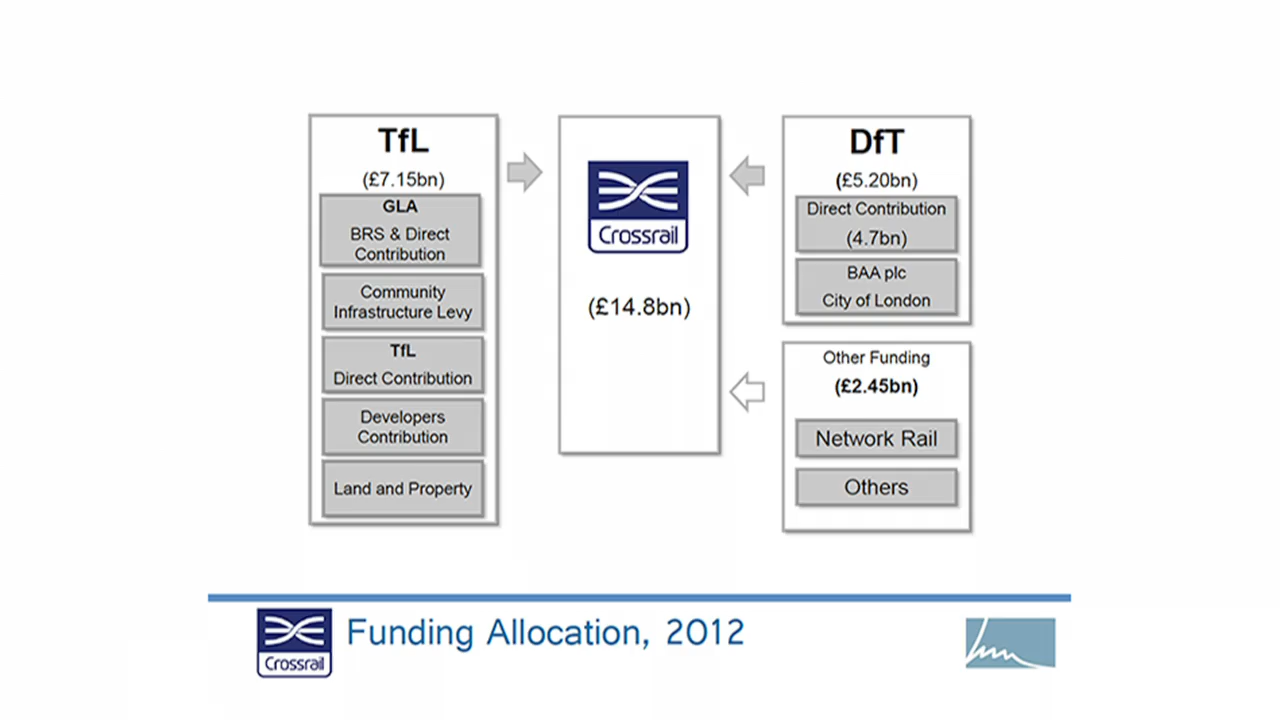 TfL
(£7.15bn)
GLA
BRS & Direct
Contribution
Community
Infrastructure Levy
TfL
Direct Contribution
Developers
Contribution
Land and Property
Crossrail
(£14.8bn)
DfT
(£5.20bn)
Direct Contribution
(4.7bn)
BAA plc
City of London
Other Funding
(£2.45bn)
Network Rail
Others
Crossrail
Funding Allocation, 2012